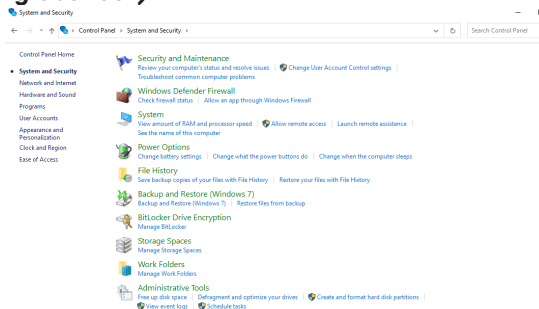 System and Security
Control Panel
System and Security
Search Control Panel
Control Panel Home
System and Security
Network and Internet
Hardware and Sound
Programs
User Accounts
Appearance and
Personalization
Clock and Region
Ease of Access
Security and Maintenance
Review your computer's status and resolve issues
Change User Account Control settings
Troubleshoot common computer problems
Windows Defender Firewall
Check firewall status
Allow an app through Windows Firewall
System
View amount of RAM and processor speed
Allow remote access
Launch remote assistance
See the name of this computer
Power Options
Change battery settings
Change what the power buttons do
Change when the computer sleeps
File History
Save backup copies of your files with File History
Restore your files with File History
Backup and Restore (Windows 7)
Backup and Restore (Windows 7)
Restore files from backup
BitLocker Drive Encryption
Manage BitLocker
Storage Spaces
Manage Storage Spaces
Work Folders
Manage Work Folders
Administrative Tools
Free up disk space
Defragment and optimize your drives
Create and format hard disk partitions
View event logs
Schedule tasks